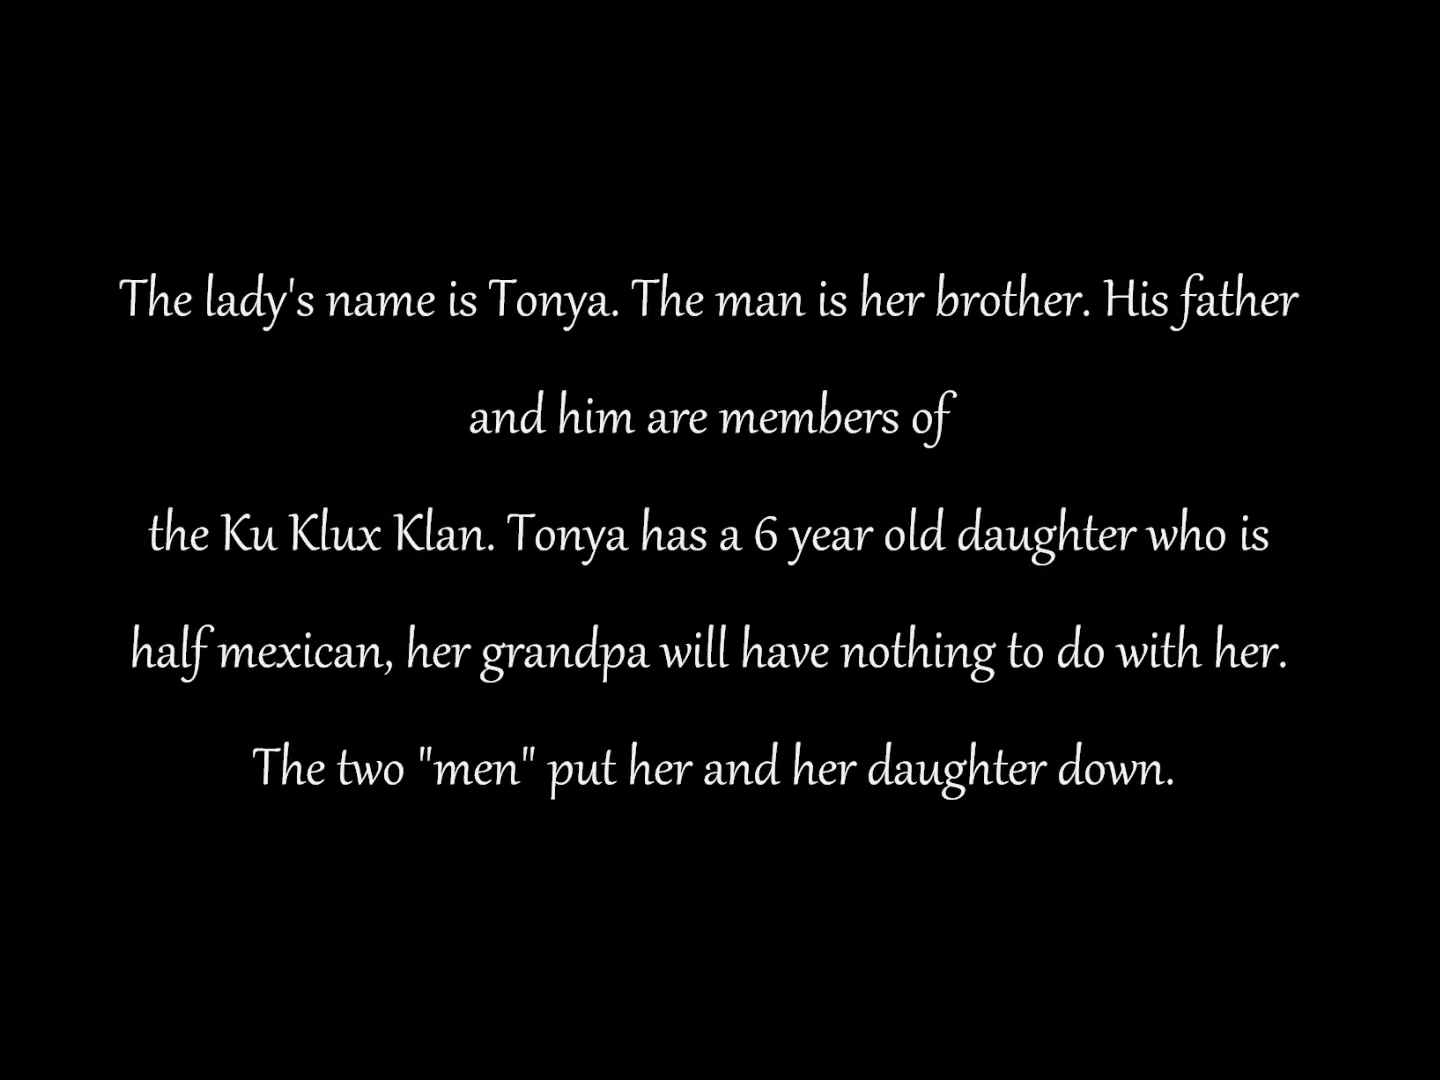 The lady's name is Tonya. The man is her brother. His father
and him are members of
the Ku Klux Klan. Tonya has a 6 year old daughter who is
half mexican, her grandpa will have nothing to do with her.
The two "men" put her and her daughter down.